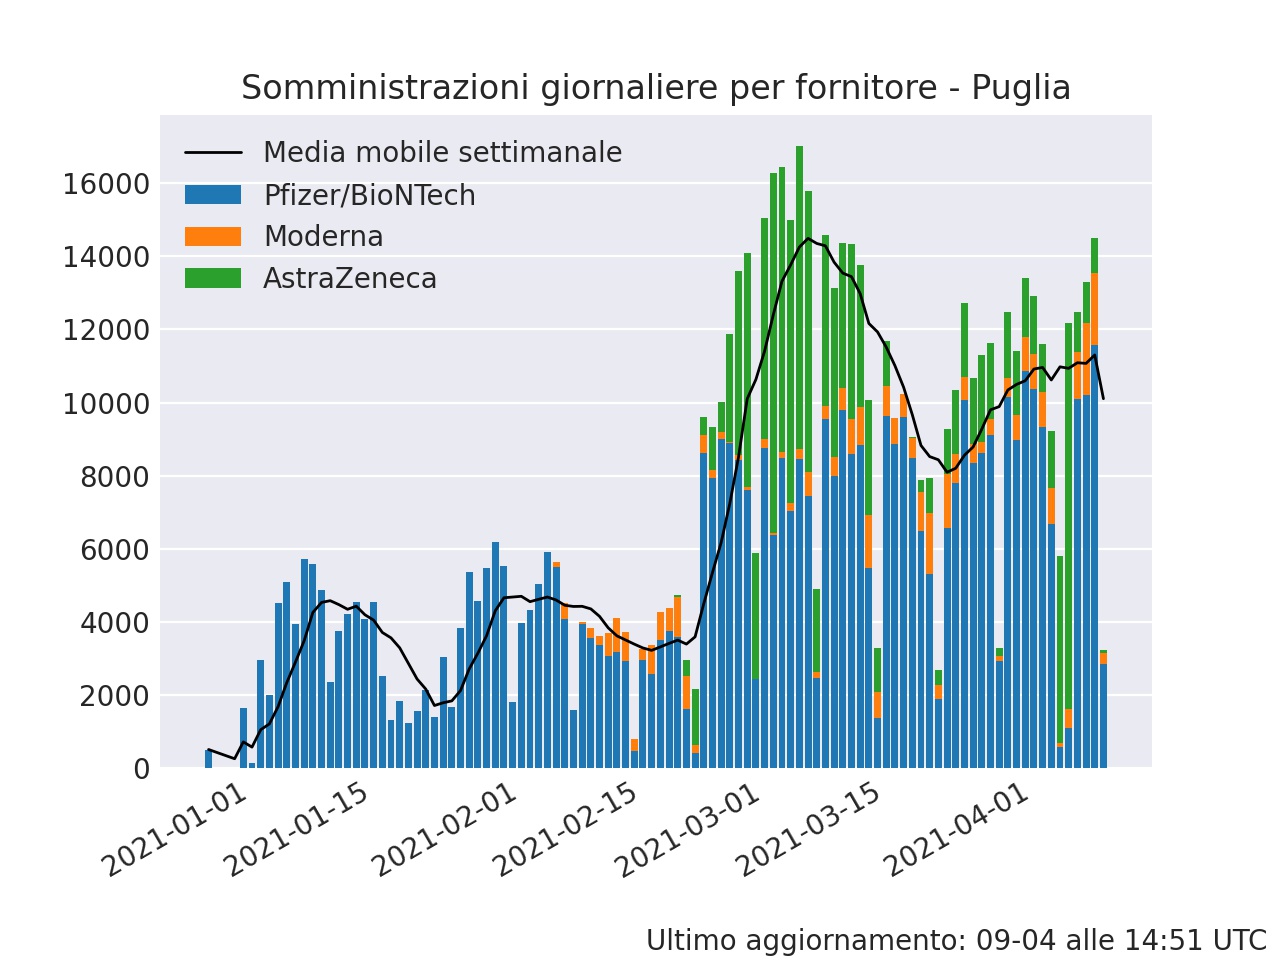 Somministrazioni giornaliere per fornitore - Puglia
Media mobile settimanale
Pfizer/BioNTech
Moderna
AstraZeneca
16000
14000
12000
10000
8000
6000
4000
2000
0
2021-01-01
2021-01-15
2021-02-01
2021-02-15
2021-03-01
2021-03-15
2021-04-01
Ultimo aggiornamento: 09-04 alle 14:51 UTC